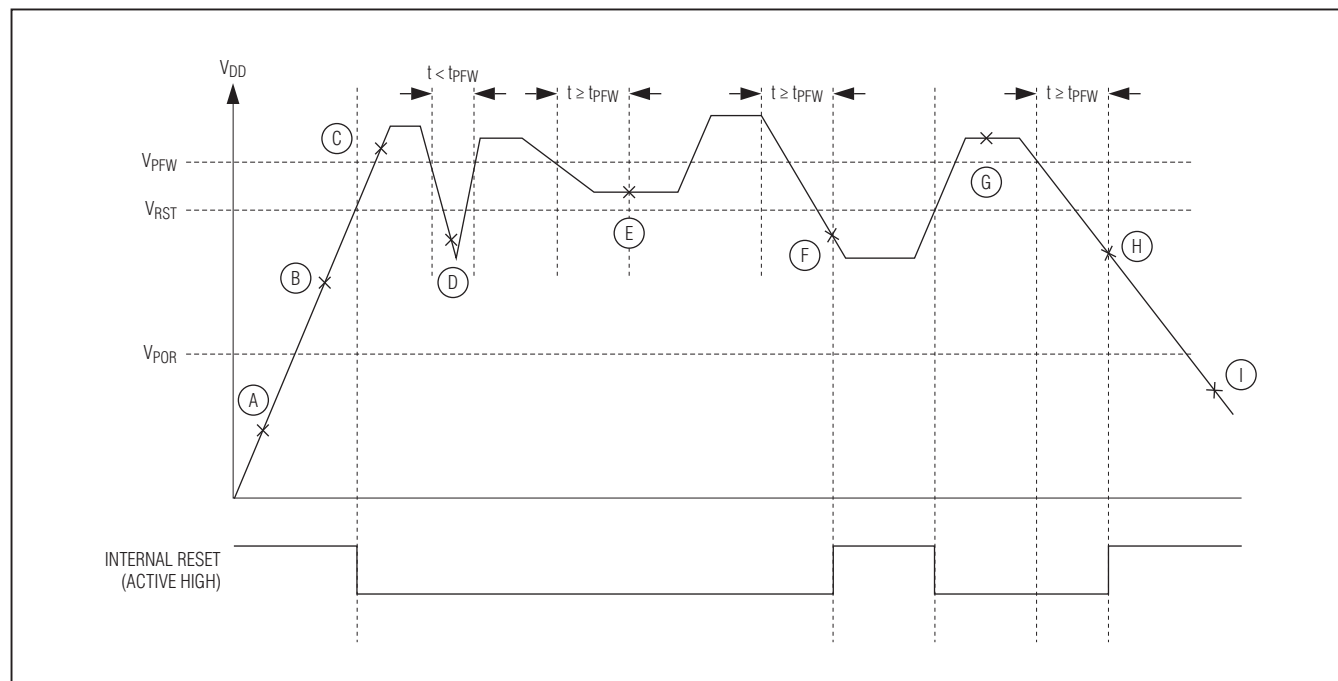 VDD
t < tPFW
t ≥ tPFW
t ≥ tPFW
t ≥ tPFW
C
VPFW
G
VRST
E
F
H
B
D
VPOR
I
A
INTERNAL RESET
(ACTIVE HIGH)